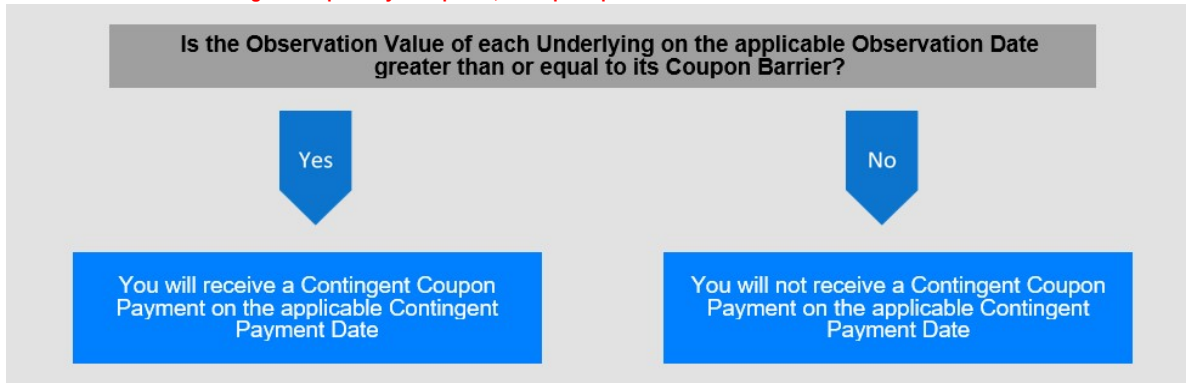 Is the Observation Value of each Underlying on the applicable Observation Date
greater than or equal to its Coupon Barrier?
Yes
No
You will receive a Contingent Coupon
Payment on the applicable Contingent
Payment Date
You will not receive a Contingent Coupon
Payment on the applicable Contingent
Payment Date